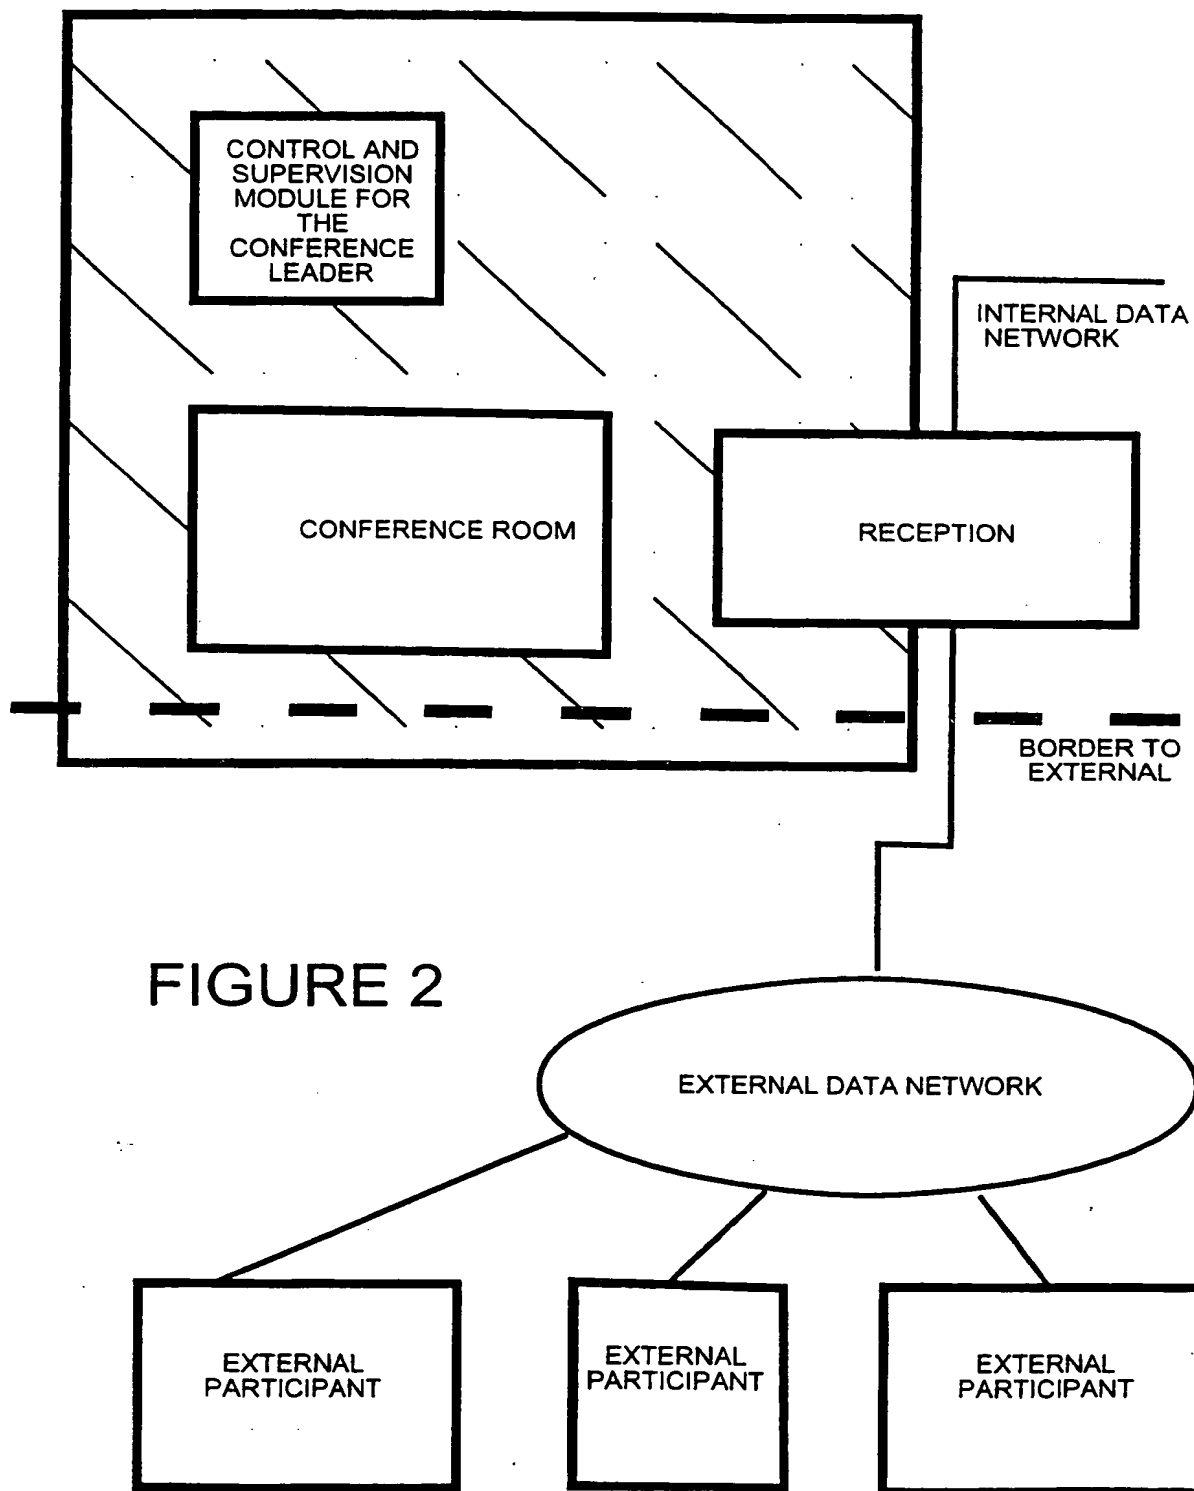 CONTROL AND
SUPERVISION
MODULE FOR
THE
CONFERENCE
LEADER
INTERNAL DATA
NETWORK
CONFERENCE ROOM
RECEPTION
BORDER TO
EXTERNAL
FIGURE 2
EXTERNAL DATA NETWORK
EXTERNAL
PARTICIPANT
EXTERNAL
PARTICIPANT
EXTERNAL
PARTICIPANT